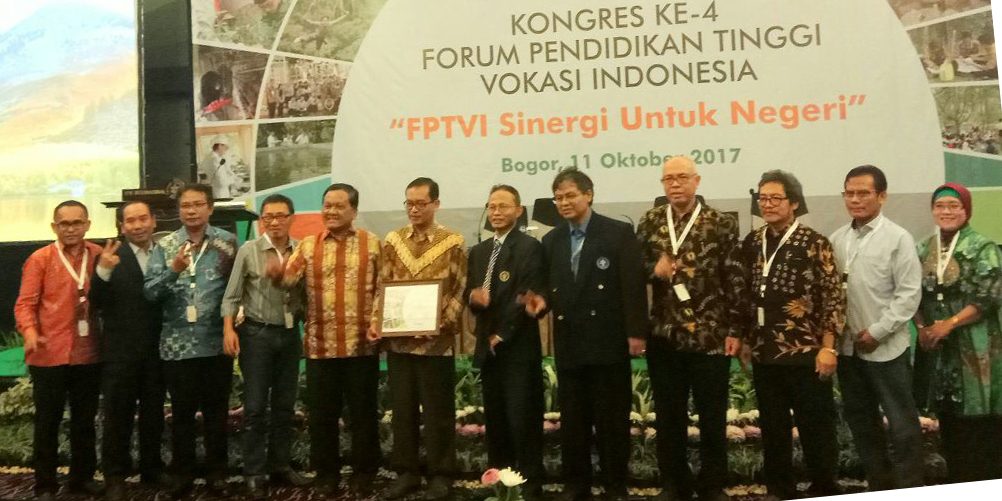 KONGRES KE-4
FORUM PENDIDIKAN TINGGI
VOKASI INDONESIA
"FPTVI Sinergi Untuk Negeri"
Bogor, 11 Oktober 2017